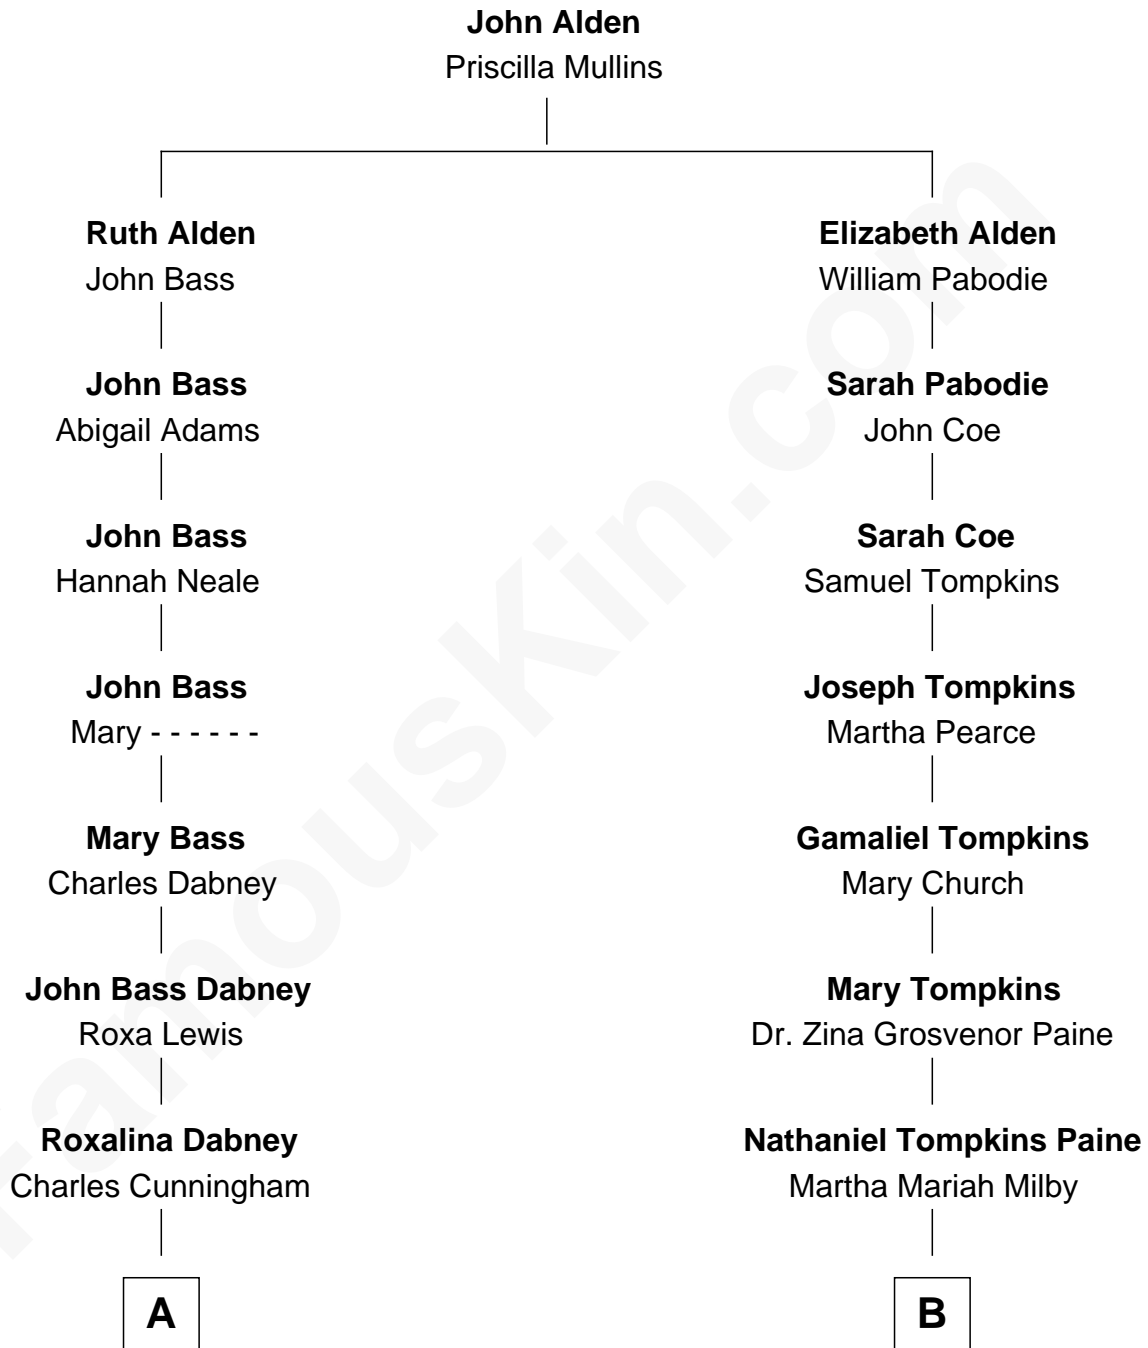 John Alden
Priscilla Mullins
Ruth Alden
John Bass
Elizabeth Alden
William Pabodie
John Bass
Abigail Adams
Sarah Pabodie
John Coe
John Bass
Hannah Neale
Sarah Coe
Samuel Tompkins
John Bass
Mary - - - - - -
Joseph Tompkins
Martha Pearce
Mary Bass
Charles Dabney
Gamaliel Tompkins
Mary Church
John Bass Dabney
Roxa Lewis
Mary Tompkins
Dr. Zina Grosvenor Paine
Roxalina Dabney
Charles Cunningham
Nathaniel Tompkins Paine
Martha Mariah Milby
A
B
FamousKin.com